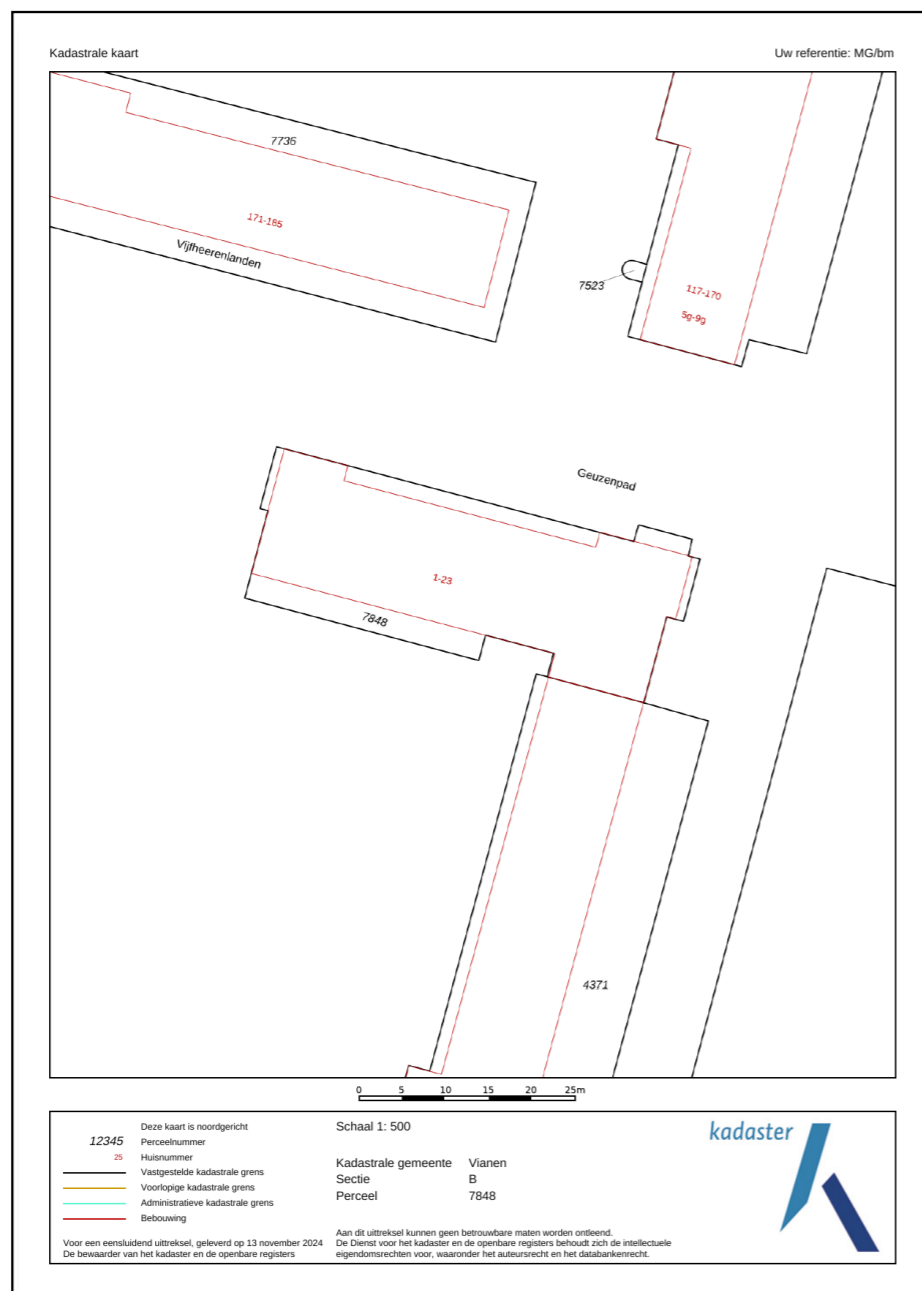 Kadastrale kaart
Uw referentie: MG/bm
7736
171-185
Vijfheerenlanden
7523
117-170
5g-9g
Geuzenpad
1-23
7848
4371
0 5 10 15 20 25m
Deze kaart is noordgericht
12345 Perceelnummer
25 Huisnummer
Vastgestelde kadastrale grens
Voorlopige kadastrale grens
Administratieve kadastrale grens
Bebouwing
Voor een eensluidend uittreksel, geleverd op 13 november 2024
De bewaarder van het kadaster en de openbare registers
Schaal 1: 500
Kadastrale gemeente Vianen
Sectie B
Perceel 7848
Aan dit uittreksel kunnen geen betrouwbare maten worden ontleend.
De Dienst voor het kadaster en de openbare registers behoudt zich de intellectuele
eigendomsrechten voor, waaronder het auteursrecht en het databankenrecht.
kadaster